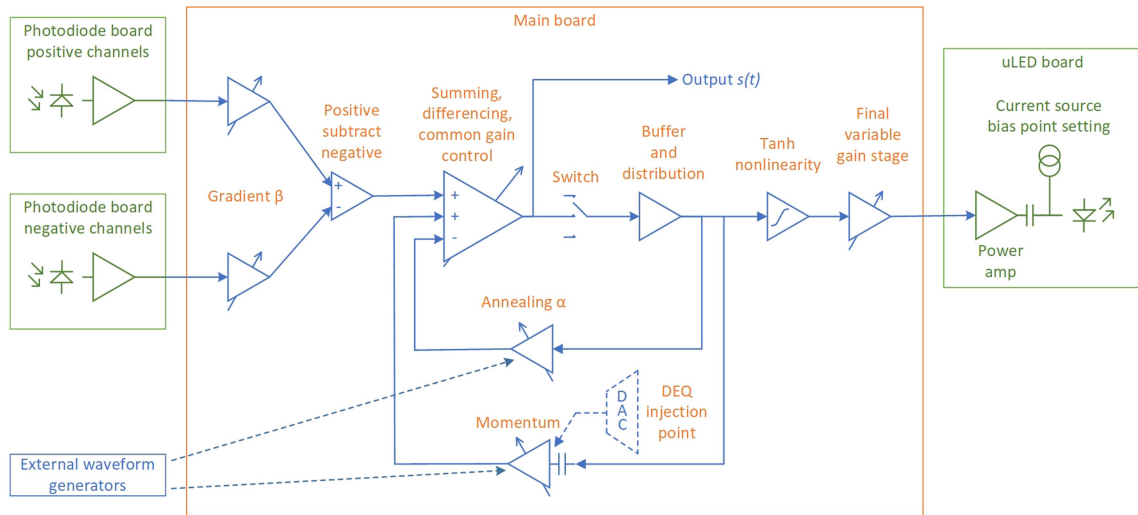 Main board
Photodiode board
positive channels
Photodiode board
negative channels
Gradient β
Positive
subtract
negative
+
-
Summing,
differencing,
common gain
control
+
+
-
Output s(t)
Switch
Buffer
and
distribution
Tanh
nonlinearity
Final
variable
gain stage
uLED board
Current source
bias point setting
Power
amp
Annealing α
Momentum
D
A
C
DEQ
injection
point
External waveform
generators